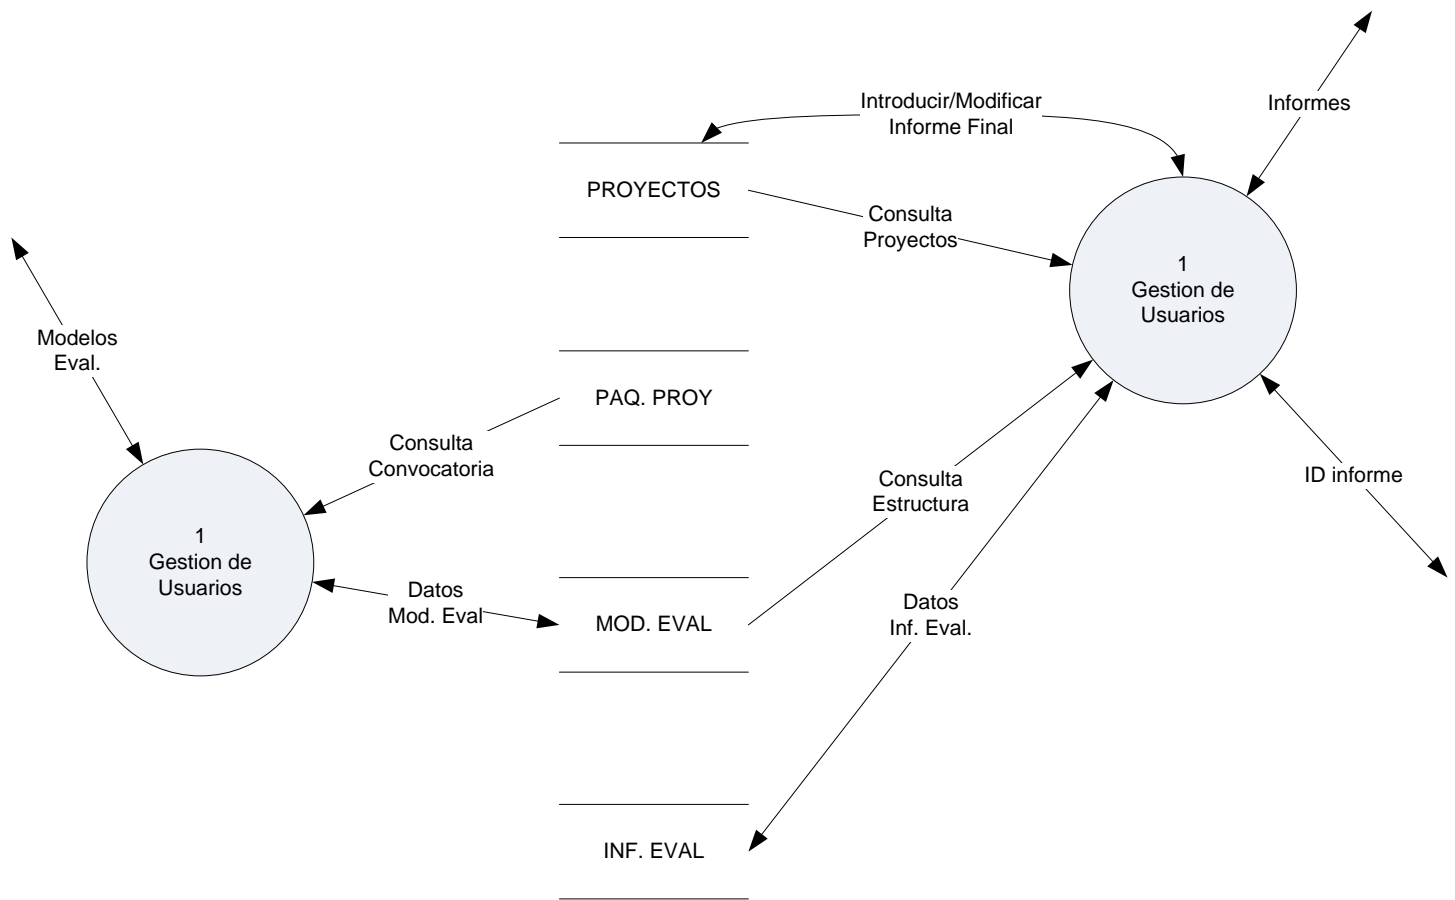 Introducir/Modificar
Informe Final
Informes
PROYECTOS
Consulta
Proyectos
1
Gestion de
Usuarios
Modelos
Eval.
PAQ. PROY
Consulta
Convocatoria
Consulta
Estructura
ID informe
1
Gestion de
Usuarios
Datos
Mod. Eval
MOD. EVAL
Datos
Inf. Eval.
INF. EVAL